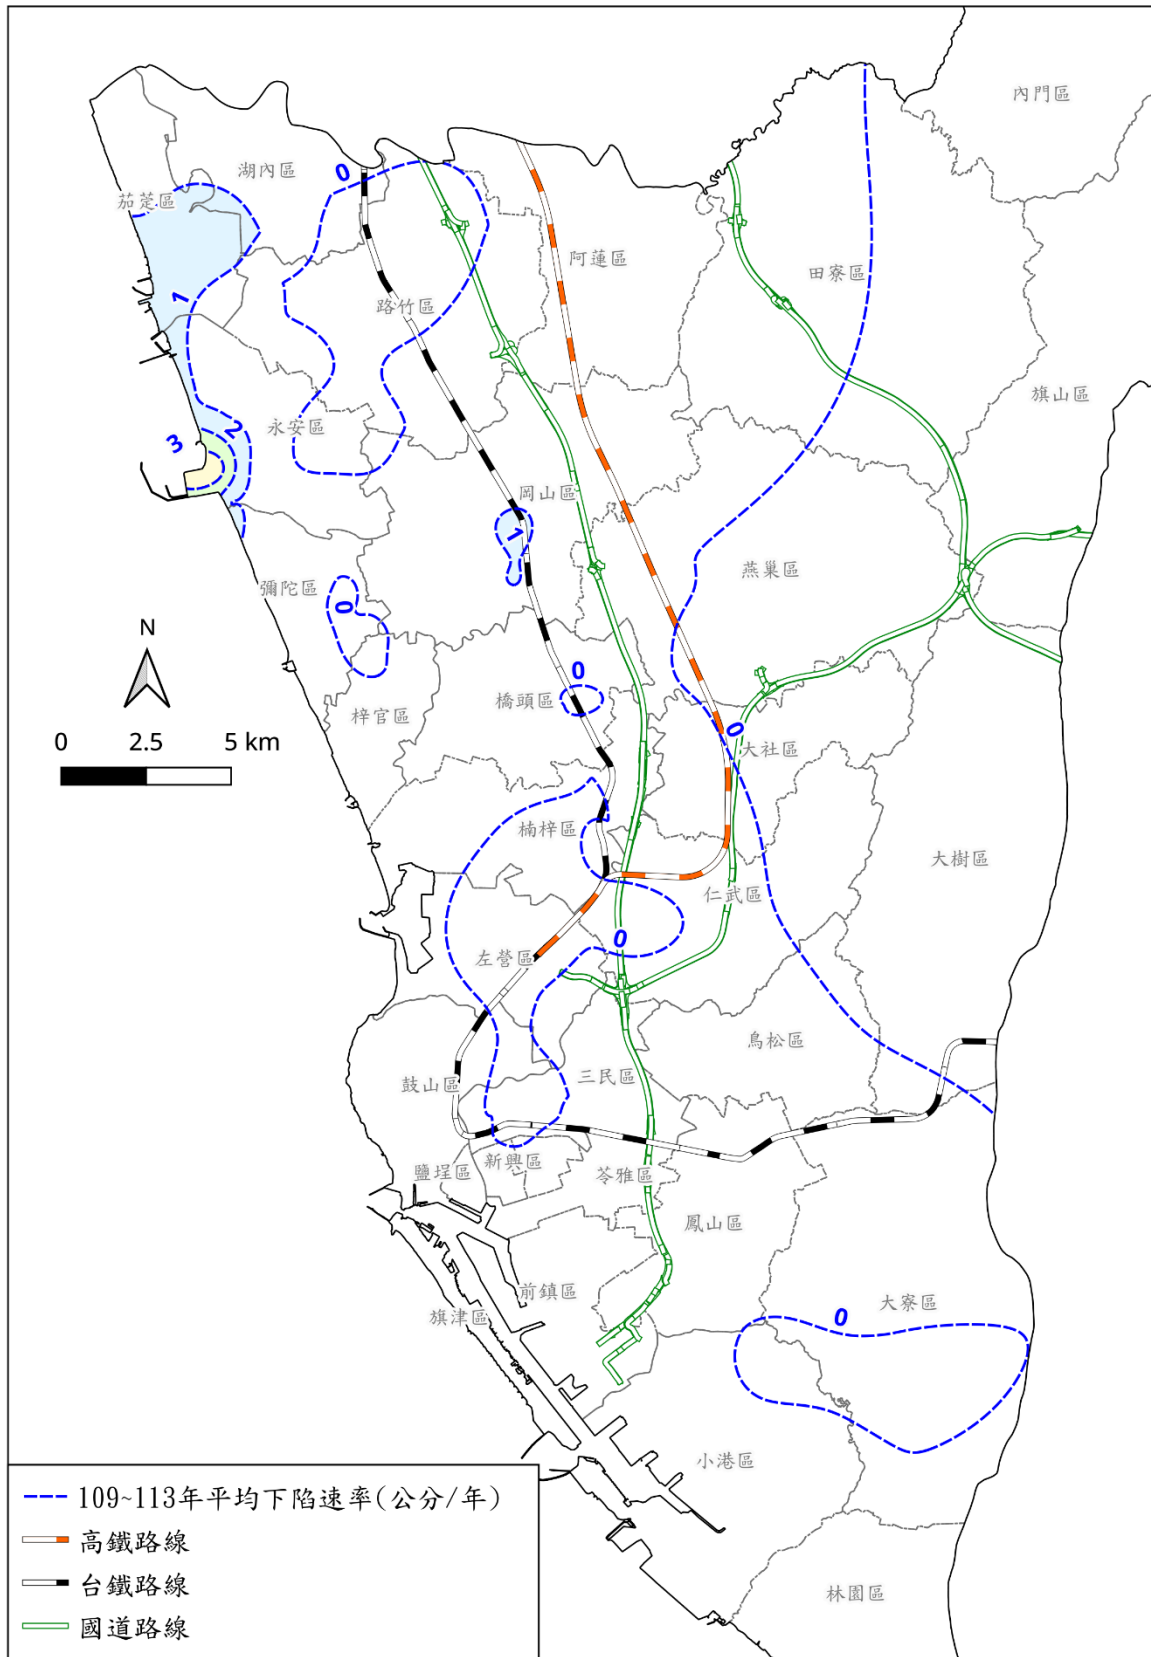 內門區
湖內區
0
茄萣區
阿蓮區
田寮區
1
路竹區
旗山區
永安區
2
3
岡山區
1
燕巢區
彌陀區
0
N
0
橋頭區
梓官區
0
大社區
0 2.5 5 km
楠梓區
大樹區
仁武區
0
左營區
鳥松區
三民區
鼓山區
新興區
鹽埕區
苓雅區
鳳山區
前鎮區
大寮區
旗津區
0
小港區
109~113年平均下陷速率(公分/年)
高鐵路線
台鐵路線
林園區
國道路線